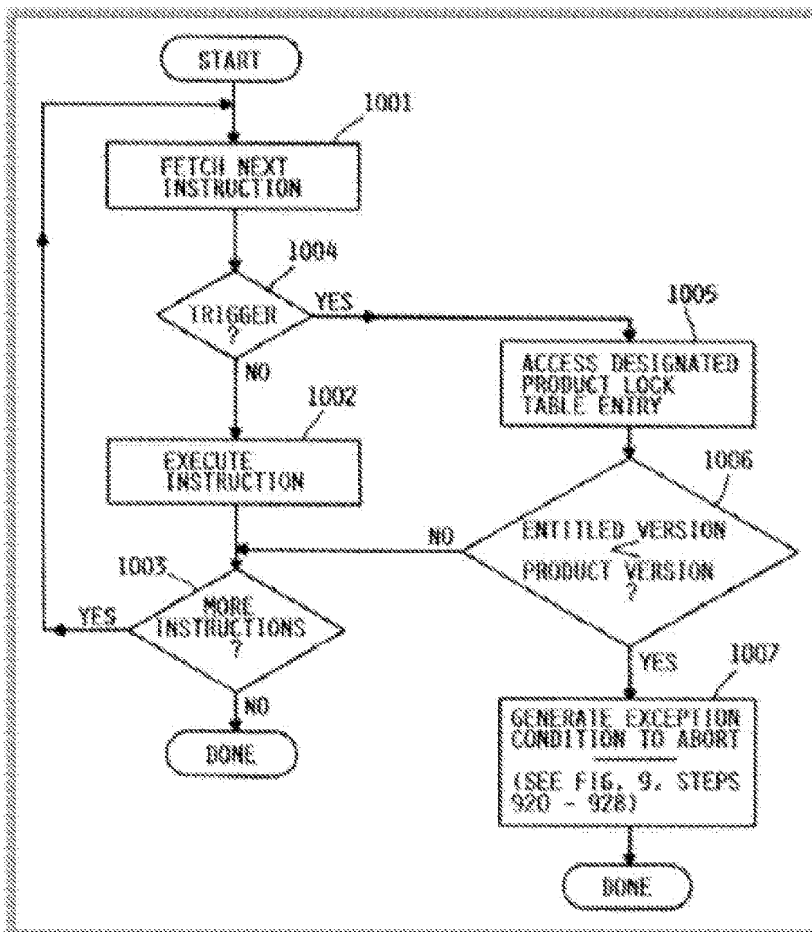 START
1001
FETCH NEXT
INSTRUCTION
1004
TRIGGER
?
YES
NO
1005
ACCESS DESIGNATED
PRODUCT LOCK
TABLE ENTRY
1002
EXECUTE
INSTRUCTION
1006
ENTITLED VERSION
<
PRODUCT VERSION
?
NO
YES
1003
MORE
INSTRUCTIONS
?
YES
NO
DONE
1007
GENERATE EXCEPTION
CONDITION TO ABORT
(SEE FIG. 9, STEPS
920 - 928)
DONE